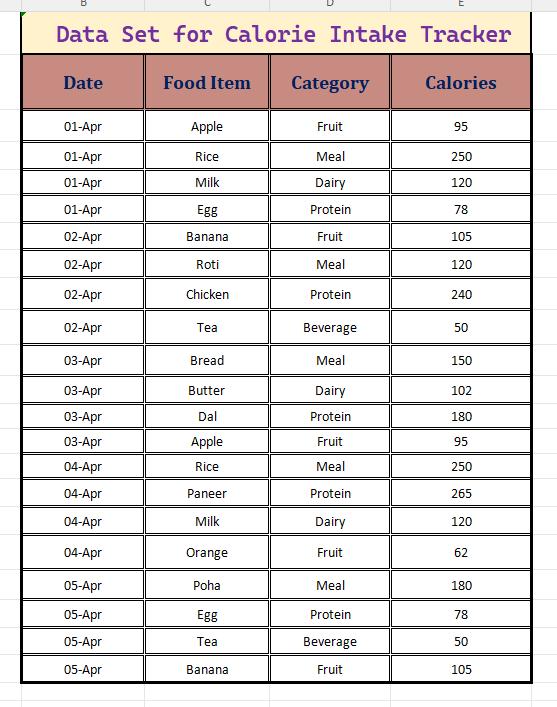 B C D E
Data Set for Calorie Intake Tracker
Date Food Item Category Calories
01-Apr Apple Fruit 95
01-Apr Rice Meal 250
01-Apr Milk Dairy 120
01-Apr Egg Protein 78
02-Apr Banana Fruit 105
02-Apr Roti Meal 120
02-Apr Chicken Protein 240
02-Apr Tea Beverage 50
03-Apr Bread Meal 150
03-Apr Butter Dairy 102
03-Apr Dal Protein 180
03-Apr Apple Fruit 95
04-Apr Rice Meal 250
04-Apr Paneer Protein 265
04-Apr Milk Dairy 120
04-Apr Orange Fruit 62
05-Apr Poha Meal 180
05-Apr Egg Protein 78
05-Apr Tea Beverage 50
05-Apr Banana Fruit 105